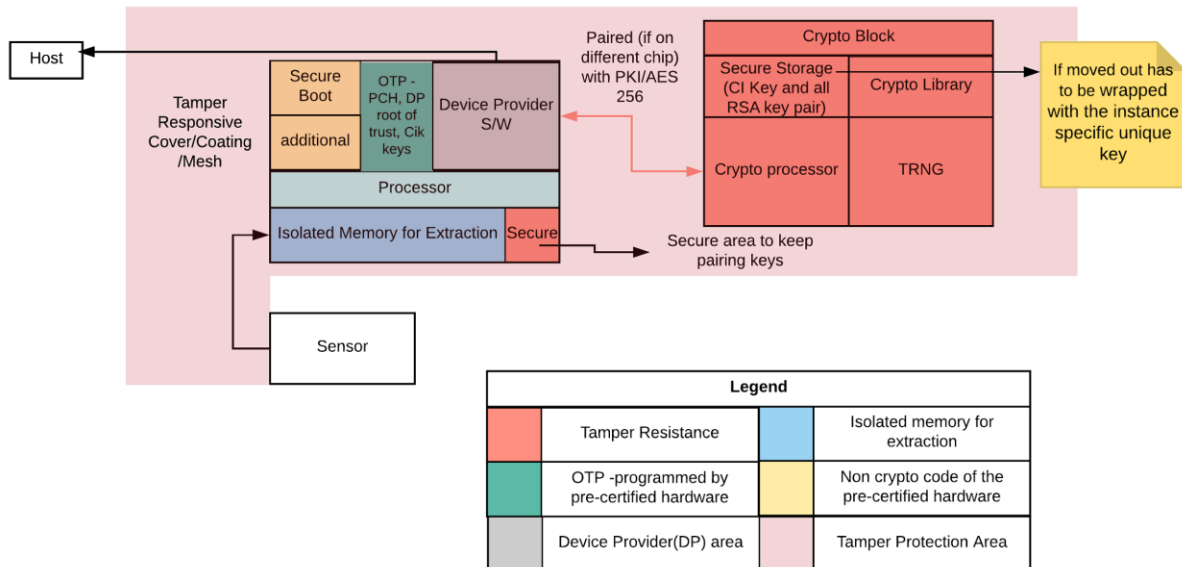 Host
Tamper
Responsive
Cover/Coating
/Mesh
Secure
Boot
additional
OTP -
PCH, DP
root of
trust, Cik
keys
Device Provider
S/W
Processor
Isolated Memory for Extraction
Secure
Sensor
Paired (if on
different chip)
with PKI/AES
256
Secure area to keep
pairing keys
Crypto Block
Secure Storage
(CI Key and all
RSA key pair)
Crypto Library
Crypto processor
TRNG
If moved out has
to be wrapped
with the instance
specific unique
key
Legend
Tamper Resistance
Isolated memory for
extraction
OTP -programmed by
pre-certified hardware
Non crypto code of the
pre-certified hardware
Device Provider(DP) area
Tamper Protection Area